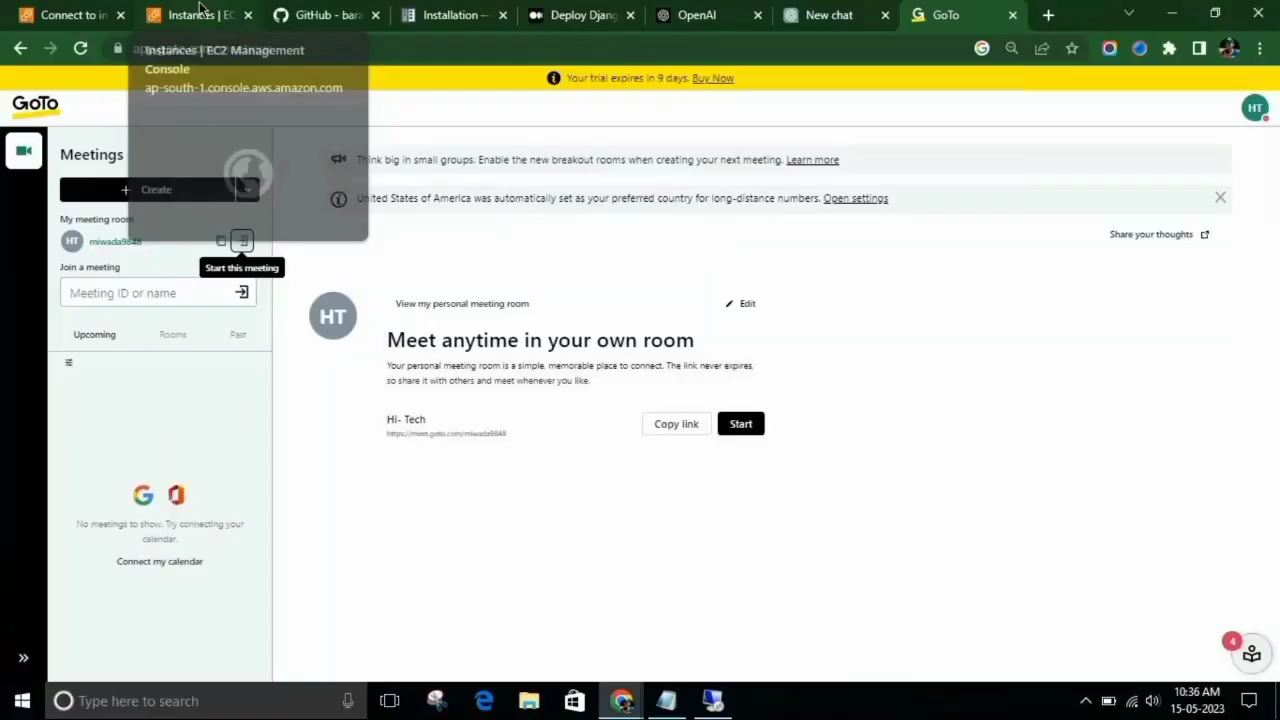 Connect to in
Instances | EC
GitHub - bara
Installation —
Deploy Djang
OpenAI
New chat
GoTo
Instances | EC2 Management
Console
ap-south-1.console.aws.amazon.com
Your trial expires in 9 days. Buy Now
GoTo
HT
Meetings
Think big in small groups. Enable the new breakout rooms when creating your next meeting. Learn more
+ Create
United States of America was automatically set as your preferred country for long-distance numbers. Open settings
My meeting room
HT miwada9848
Share your thoughts
Join a meeting
Start this meeting
Meeting ID or name
View my personal meeting room
Edit
HT
Upcoming
Rooms
Past
Meet anytime in your own room
Your personal meeting room is a simple, memorable place to connect. The link never expires,
so share it with others and meet whenever you like.
Hi- Tech
https://meet.goto.com/miwada9848
Copy link
Start
No meetings to show. Try connecting your
calendar.
Connect my calendar
4
Type here to search
10:36 AM
15-05-2023